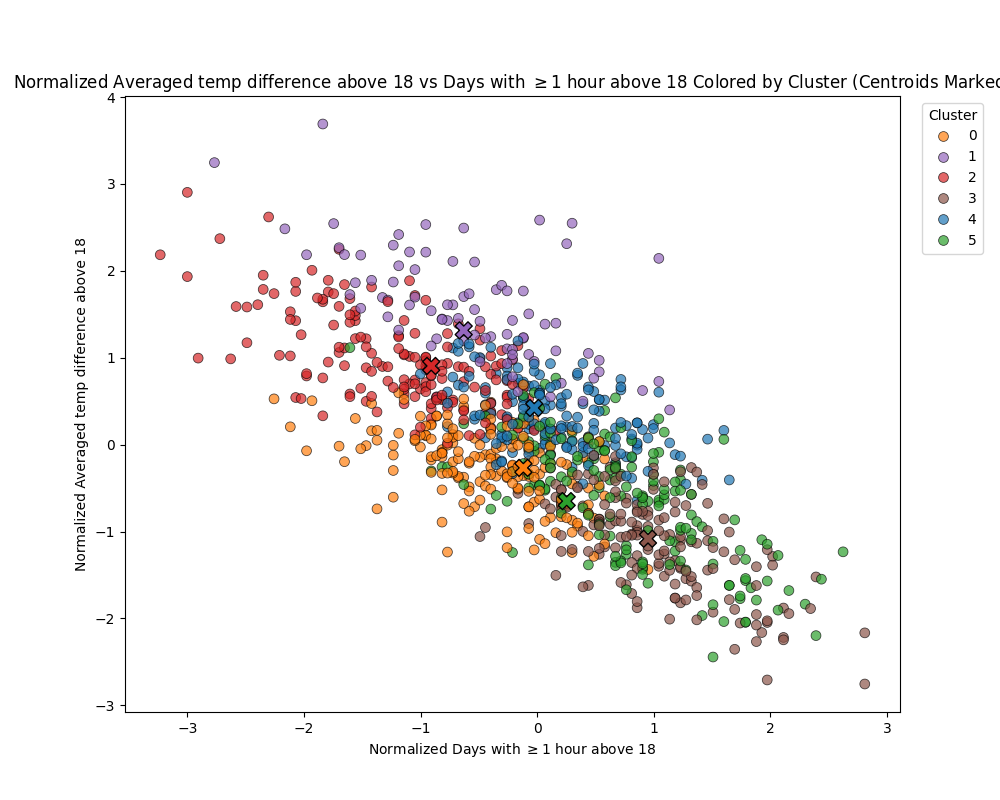 Normalized Averaged temp difference above 18 vs Days with ≥1 hour above 18 Colored by Cluster (Centroids Marked
Cluster
0
1
2
3
4
5
4
3
2
1
0
−1
−2
−3
Normalized Averaged temp difference above 18
−3 −2 −1 0 1 2 3
Normalized Days with ≥1 hour above 18